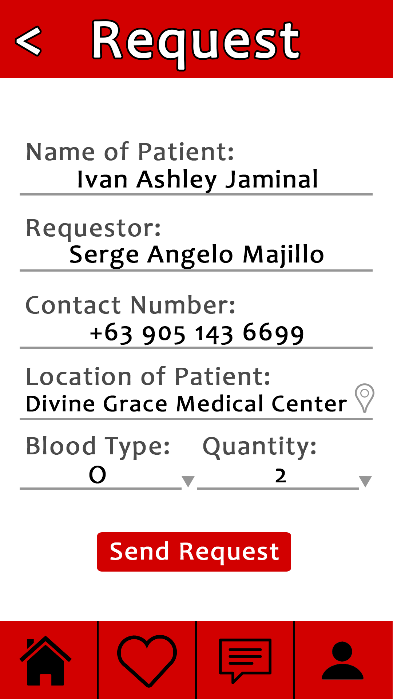 < Request
Name of Patient:
Ivan Ashley Jaminal
Requestor:
Serge Angelo Majillo
Contact Number:
+63 905 143 6699
Location of Patient:
Divine Grace Medical Center
Blood Type: Quantity:
O 2
Send Request